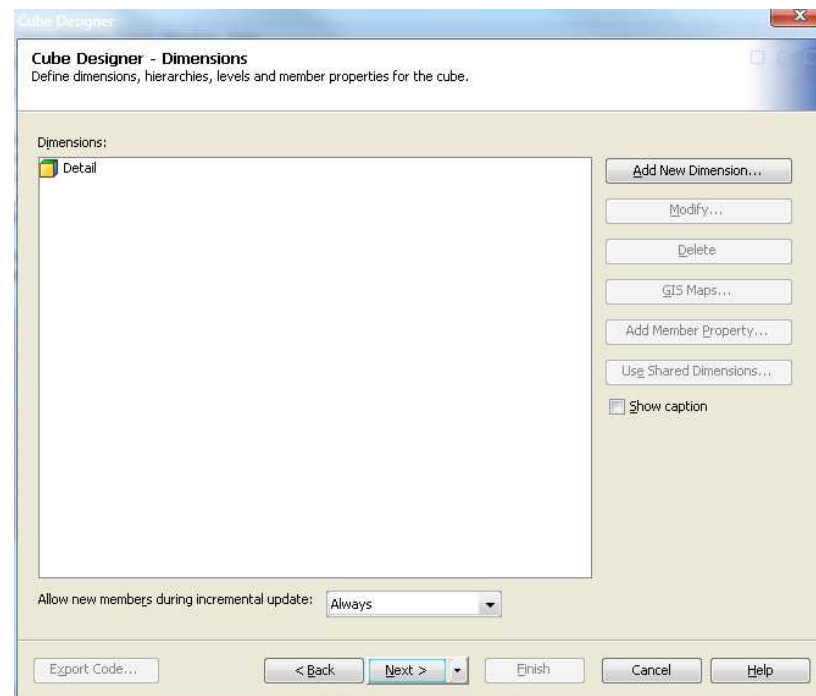 Cube Designer
Cube Designer - Dimensions
Define dimensions, hierarchies, levels and member properties for the cube.
Dimensions:
Detail
Add New Dimension...
Modify...
Delete
GIS Maps...
Add Member Property...
Use Shared Dimensions...
Show caption
Allow new members during incremental update: Always
Export Code... < Back Next > Finish Cancel Help